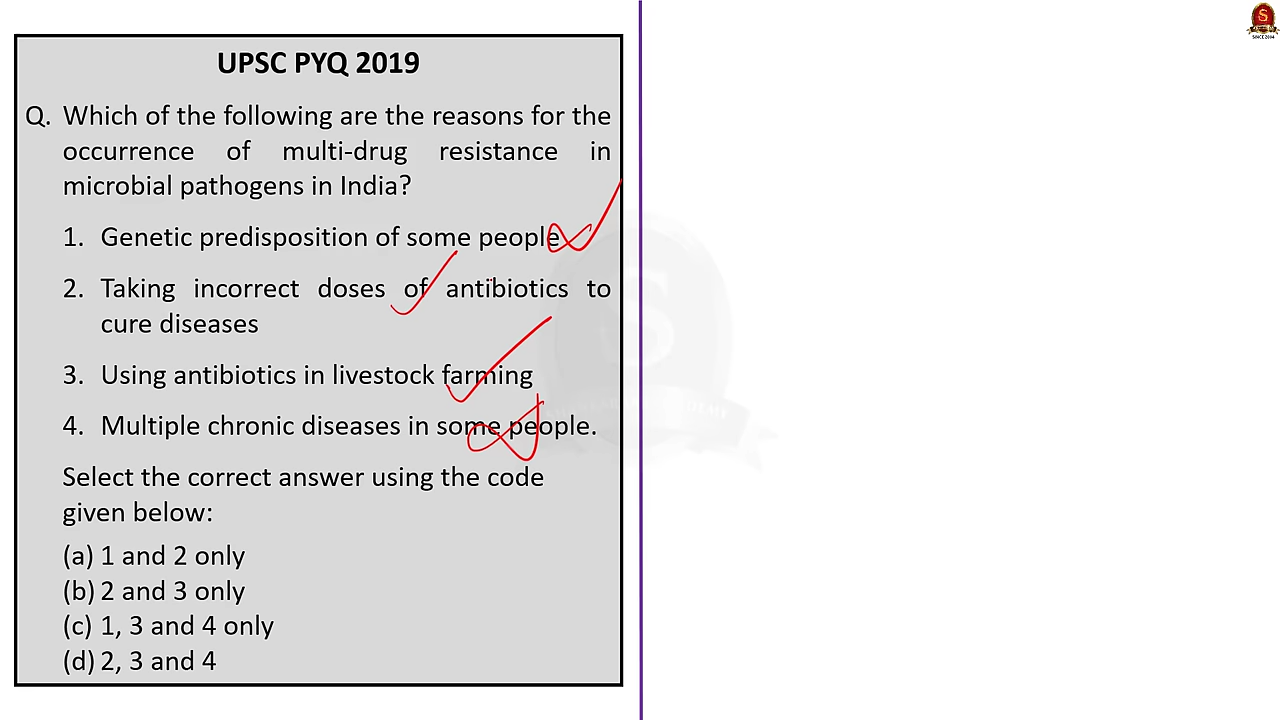 UPSC PYQ 2019
Q. Which of the following are the reasons for the
occurrence of multi-drug resistance in
microbial pathogens in India?
1. Genetic predisposition of some people
2. Taking incorrect doses of antibiotics to
cure diseases
3. Using antibiotics in livestock farming
4. Multiple chronic diseases in some people.
Select the correct answer using the code
given below:
(a) 1 and 2 only
(b) 2 and 3 only
(c) 1, 3 and 4 only
(d) 2, 3 and 4
S
SINCE 2004